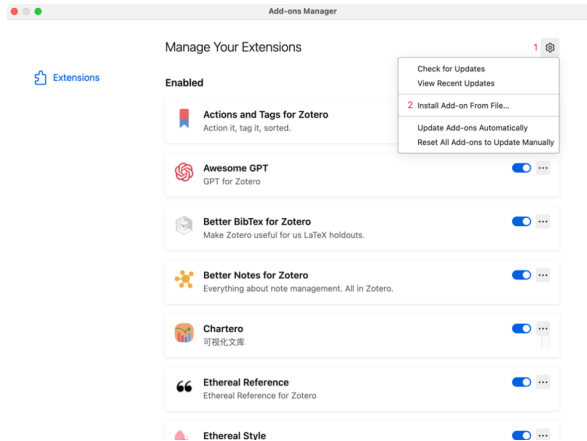 Add-ons Manager
Manage Your Extensions
1
Extensions
Check for Updates
View Recent Updates
2 Install Add-on From File...
Update Add-ons Automatically
Reset All Add-ons to Update Manually
Enabled
Actions and Tags for Zotero
Action it, tag it, sorted.
Awesome GPT
GPT for Zotero
Better BibTex for Zotero
Make Zotero useful for us LaTeX holdouts.
Better Notes for Zotero
Everything about note management. All in Zotero.
Chartero
可视化文库
Ethereal Reference
Ethereal Reference for Zotero
Ethereal Style